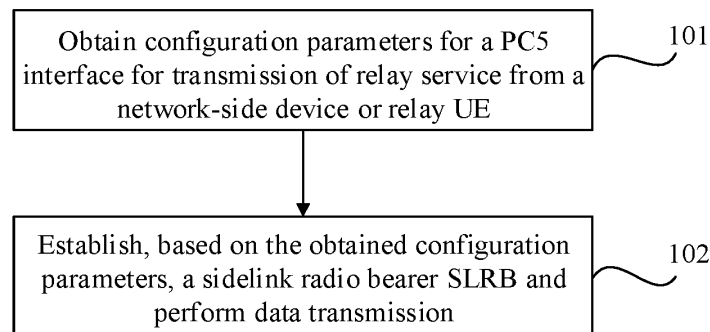 Obtain configuration parameters for a PC5
interface for transmission of relay service from a
network-side device or relay UE
101
Establish, based on the obtained configuration
parameters, a sidelink radio bearer SLRB and
perform data transmission
102